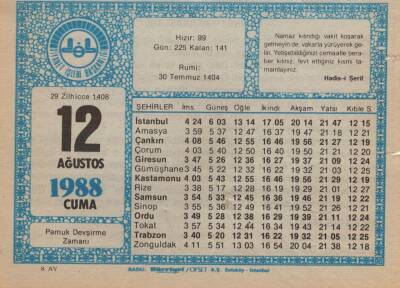 Hızır: 99
Gün: 225 Kalan: 141
Rumi:
30 Temmuz 1404
Namaz kılındığı vakit koşarak
gelmeyin de, vakarla yürüyerek ge-
lin. Yetişebildiğinizi cemaatle bera-
ber kılınız, fevt ettiğiniz kısmı ta-
mamlayınız.
Hadis-i Şerif
29 Zilhicce 1408
12
AĞUSTOS
1988
CUMA
Pamuk Devşirme
Zamanı
ŞEHİRLER İms. Güneş Öğle İkindi Akşam Yatsı Kıble S.
İstanbul 4 24 6 03 13 14 17 05 20 14 21 47 12 15
Amasya 3 59 5 37 12 47 16 37 19 47 21 18 12 21
Çankırı 4 08 5 46 12 55 16 46 19 56 21 27 12 19
Çorum 4 03 5 40 12 50 16 40 19 50 21 21 12 20
Giresun 3 47 5 26 12 36 16 27 19 37 21 09 12 24
Gümüşhane 3 45 5 22 12 32 16 22 19 32 21 03 12 25
Kastamonu 4 03 5 43 12 55 16 46 19 56 21 29 12 19
Rize 3 38 5 17 12 28 16 19 19 29 21 01 12 27
Samsun 3 54 5 33 12 45 16 36 19 46 21 19 12 22
Sinop 3 55 5 36 12 49 16 41 19 52 21 26 12 21
Ordu 3 49 5 28 12 38 16 29 19 39 21 11 12 24
Tokat 3 57 5 34 12 44 16 34 19 43 21 14 12 22
Trabzon 3 40 5 20 12 31 16 22 19 32 21 05 12 25
Zonguldak 4 11 5 51 13 03 16 54 20 04 21 38 12 18
8. AY
BASKI: Hürriyet / OFSET A.Ş. Sefaköy - İstanbul